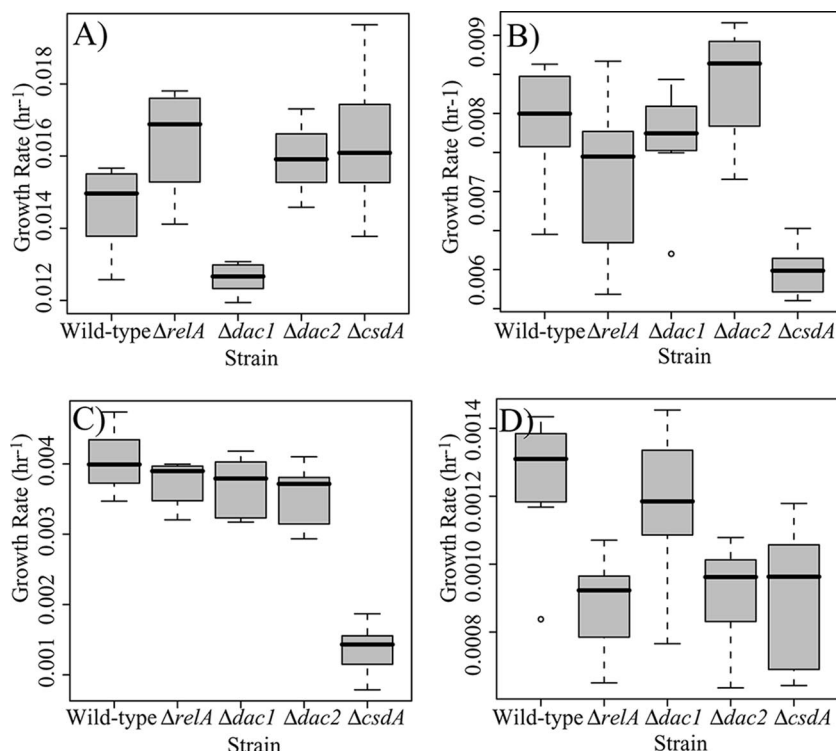 A)
Growth Rate (hr⁻¹)
0.018
0.016
0.014
0.012
Wild-type ΔrelA Δdac1 Δdac2 ΔcsdA
Strain
B)
Growth Rate (hr-1)
0.009
0.008
0.007
0.006
Wild-type ΔrelA Δdac1 Δdac2 ΔcsdA
Strain
C)
Growth Rate (hr⁻¹)
0.004
0.003
0.002
0.001
Wild-type ΔrelA Δdac1 Δdac2 ΔcsdA
Strain
D)
Growth Rate (hr⁻¹)
0.0014
0.0012
0.0010
0.0008
Wild-type ΔrelA Δdac1 Δdac2 ΔcsdA
Strain